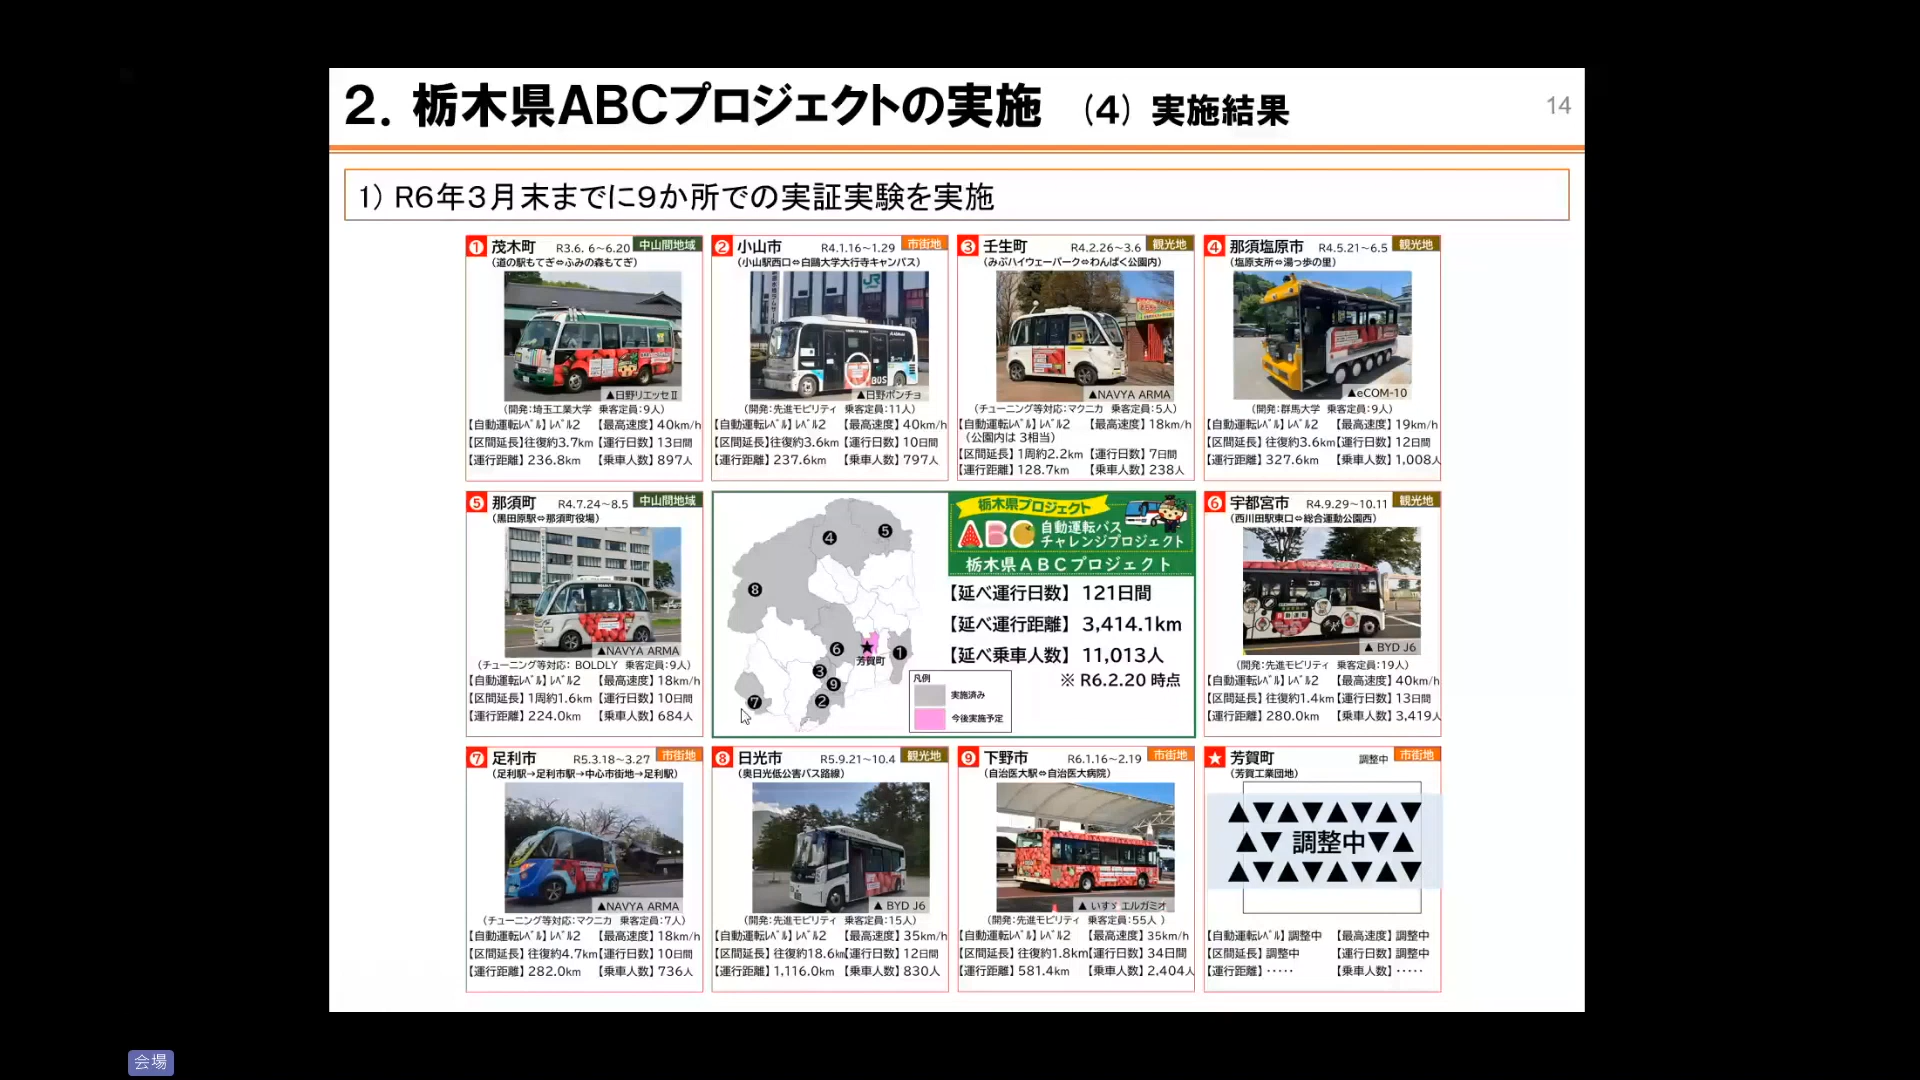 2. 栃木県ABCプロジェクトの実施 （4）実施結果
14
1）R6年3月末までに9か所での実証実験を実施
❶ 茂木町 R3.6.6～6.20 中山間地域
（道の駅もてぎ⇔ふみの森もてぎ）
▲日野リエッセⅡ
（開発：埼玉工業大学 乗客定員：9人）
【自動運転ﾚﾍﾞﾙ】ﾚﾍﾞﾙ2 【最高速度】40km/h
【区間延長】往復約3.7km【運行日数】13日間
【運行距離】236.8km 【乗車人数】897人
❷ 小山市 R4.1.16～1.29 市街地
（小山駅西口⇔白鷗大学大行寺キャンパス）
JR
BUS
▲日野ポンチョ
（開発：先進モビリティ 乗客定員：11人）
【自動運転ﾚﾍﾞﾙ】ﾚﾍﾞﾙ2 【最高速度】40km/h
【区間延長】往復約3.6km【運行日数】10日間
【運行距離】237.6km 【乗車人数】797人
❸ 壬生町 R4.2.26～3.6 観光地
（みぶハイウェーパーク⇔わんぱく公園内）
▲NAVYA ARMA
（チューニング等対応：マクニカ 乗客定員：5人）
【自動運転ﾚﾍﾞﾙ】ﾚﾍﾞﾙ2 【最高速度】18km/h
（公園内は 3相当）
【区間延長】1周約2.2km【運行日数】7日間
【運行距離】128.7km 【乗車人数】238人
❹ 那須塩原市 R4.5.21～6.5 観光地
（塩原支所⇔湯っ歩の里）
▲eCOM-10
（開発：群馬大学 乗客定員：9人）
【自動運転ﾚﾍﾞﾙ】ﾚﾍﾞﾙ2 【最高速度】19km/h
【区間延長】往復約3.6km【運行日数】12日間
【運行距離】327.6km 【乗車人数】1,008人
❺ 那須町 R4.7.24～8.5 中山間地域
（黒田原駅⇔那須町役場）
▲NAVYA ARMA
（チューニング等対応：BOLDLY 乗客定員：9人）
【自動運転ﾚﾍﾞﾙ】ﾚﾍﾞﾙ2 【最高速度】18km/h
【区間延長】1周約1.6km【運行日数】10日間
【運行距離】224.0km 【乗車人数】684人
❹ ❺ ❽ ❻ ★ ❶ ❸ ❾ ❼ ❷
芳賀町
凡例
実施済み
今後実施予定
栃木県プロジェクト
ABC 自動運転バス
チャレンジプロジェクト
栃木県ABCプロジェクト
【延べ運行日数】121日間
【延べ運行距離】3,414.1km
【延べ乗車人数】11,013人
※ R6.2.20 時点
❻ 宇都宮市 R4.9.29～10.11 観光地
（西川田駅東口⇔総合運動公園西）
▲ BYD J6
（開発：先進モビリティ 乗客定員：19人）
【自動運転ﾚﾍﾞﾙ】ﾚﾍﾞﾙ2 【最高速度】40km/h
【区間延長】往復約1.4km【運行日数】13日間
【運行距離】280.0km 【乗車人数】3,419人
❼ 足利市 R5.3.18～3.27 市街地
（足利駅→足利市駅→中心市街地→足利駅）
▲NAVYA ARMA
（チューニング等対応：マクニカ 乗客定員：7人）
【自動運転ﾚﾍﾞﾙ】ﾚﾍﾞﾙ2 【最高速度】18km/h
【区間延長】往復約4.7km【運行日数】10日間
【運行距離】282.0km 【乗車人数】736人
❽ 日光市 R5.9.21～10.4 観光地
（奥日光低公害バス路線）
▲ BYD J6
（開発：先進モビリティ 乗客定員：15人）
【自動運転ﾚﾍﾞﾙ】ﾚﾍﾞﾙ2 【最高速度】35km/h
【区間延長】往復約18.6km【運行日数】12日間
【運行距離】1,116.0km 【乗車人数】830人
❾ 下野市 R6.1.16～2.19 市街地
（自治医大駅⇔自治医大病院）
▲ いすゞ エルガミオ
（開発：先進モビリティ 乗客定員：55人 ）
【自動運転ﾚﾍﾞﾙ】ﾚﾍﾞﾙ2 【最高速度】35km/h
【区間延長】往復約1.8km【運行日数】34日間
【運行距離】581.4km 【乗車人数】2,404人
★ 芳賀町 調整中 市街地
（芳賀工業団地）
▲▼▲▼▲▼▲▼
▲▼ 調整中▼▲
▲▼▲▼▲▼▲▼
【自動運転ﾚﾍﾞﾙ】調整中 【最高速度】調整中
【区間延長】調整中 【運行日数】調整中
【運行距離】・・・・・ 【乗車人数】・・・・・
会場